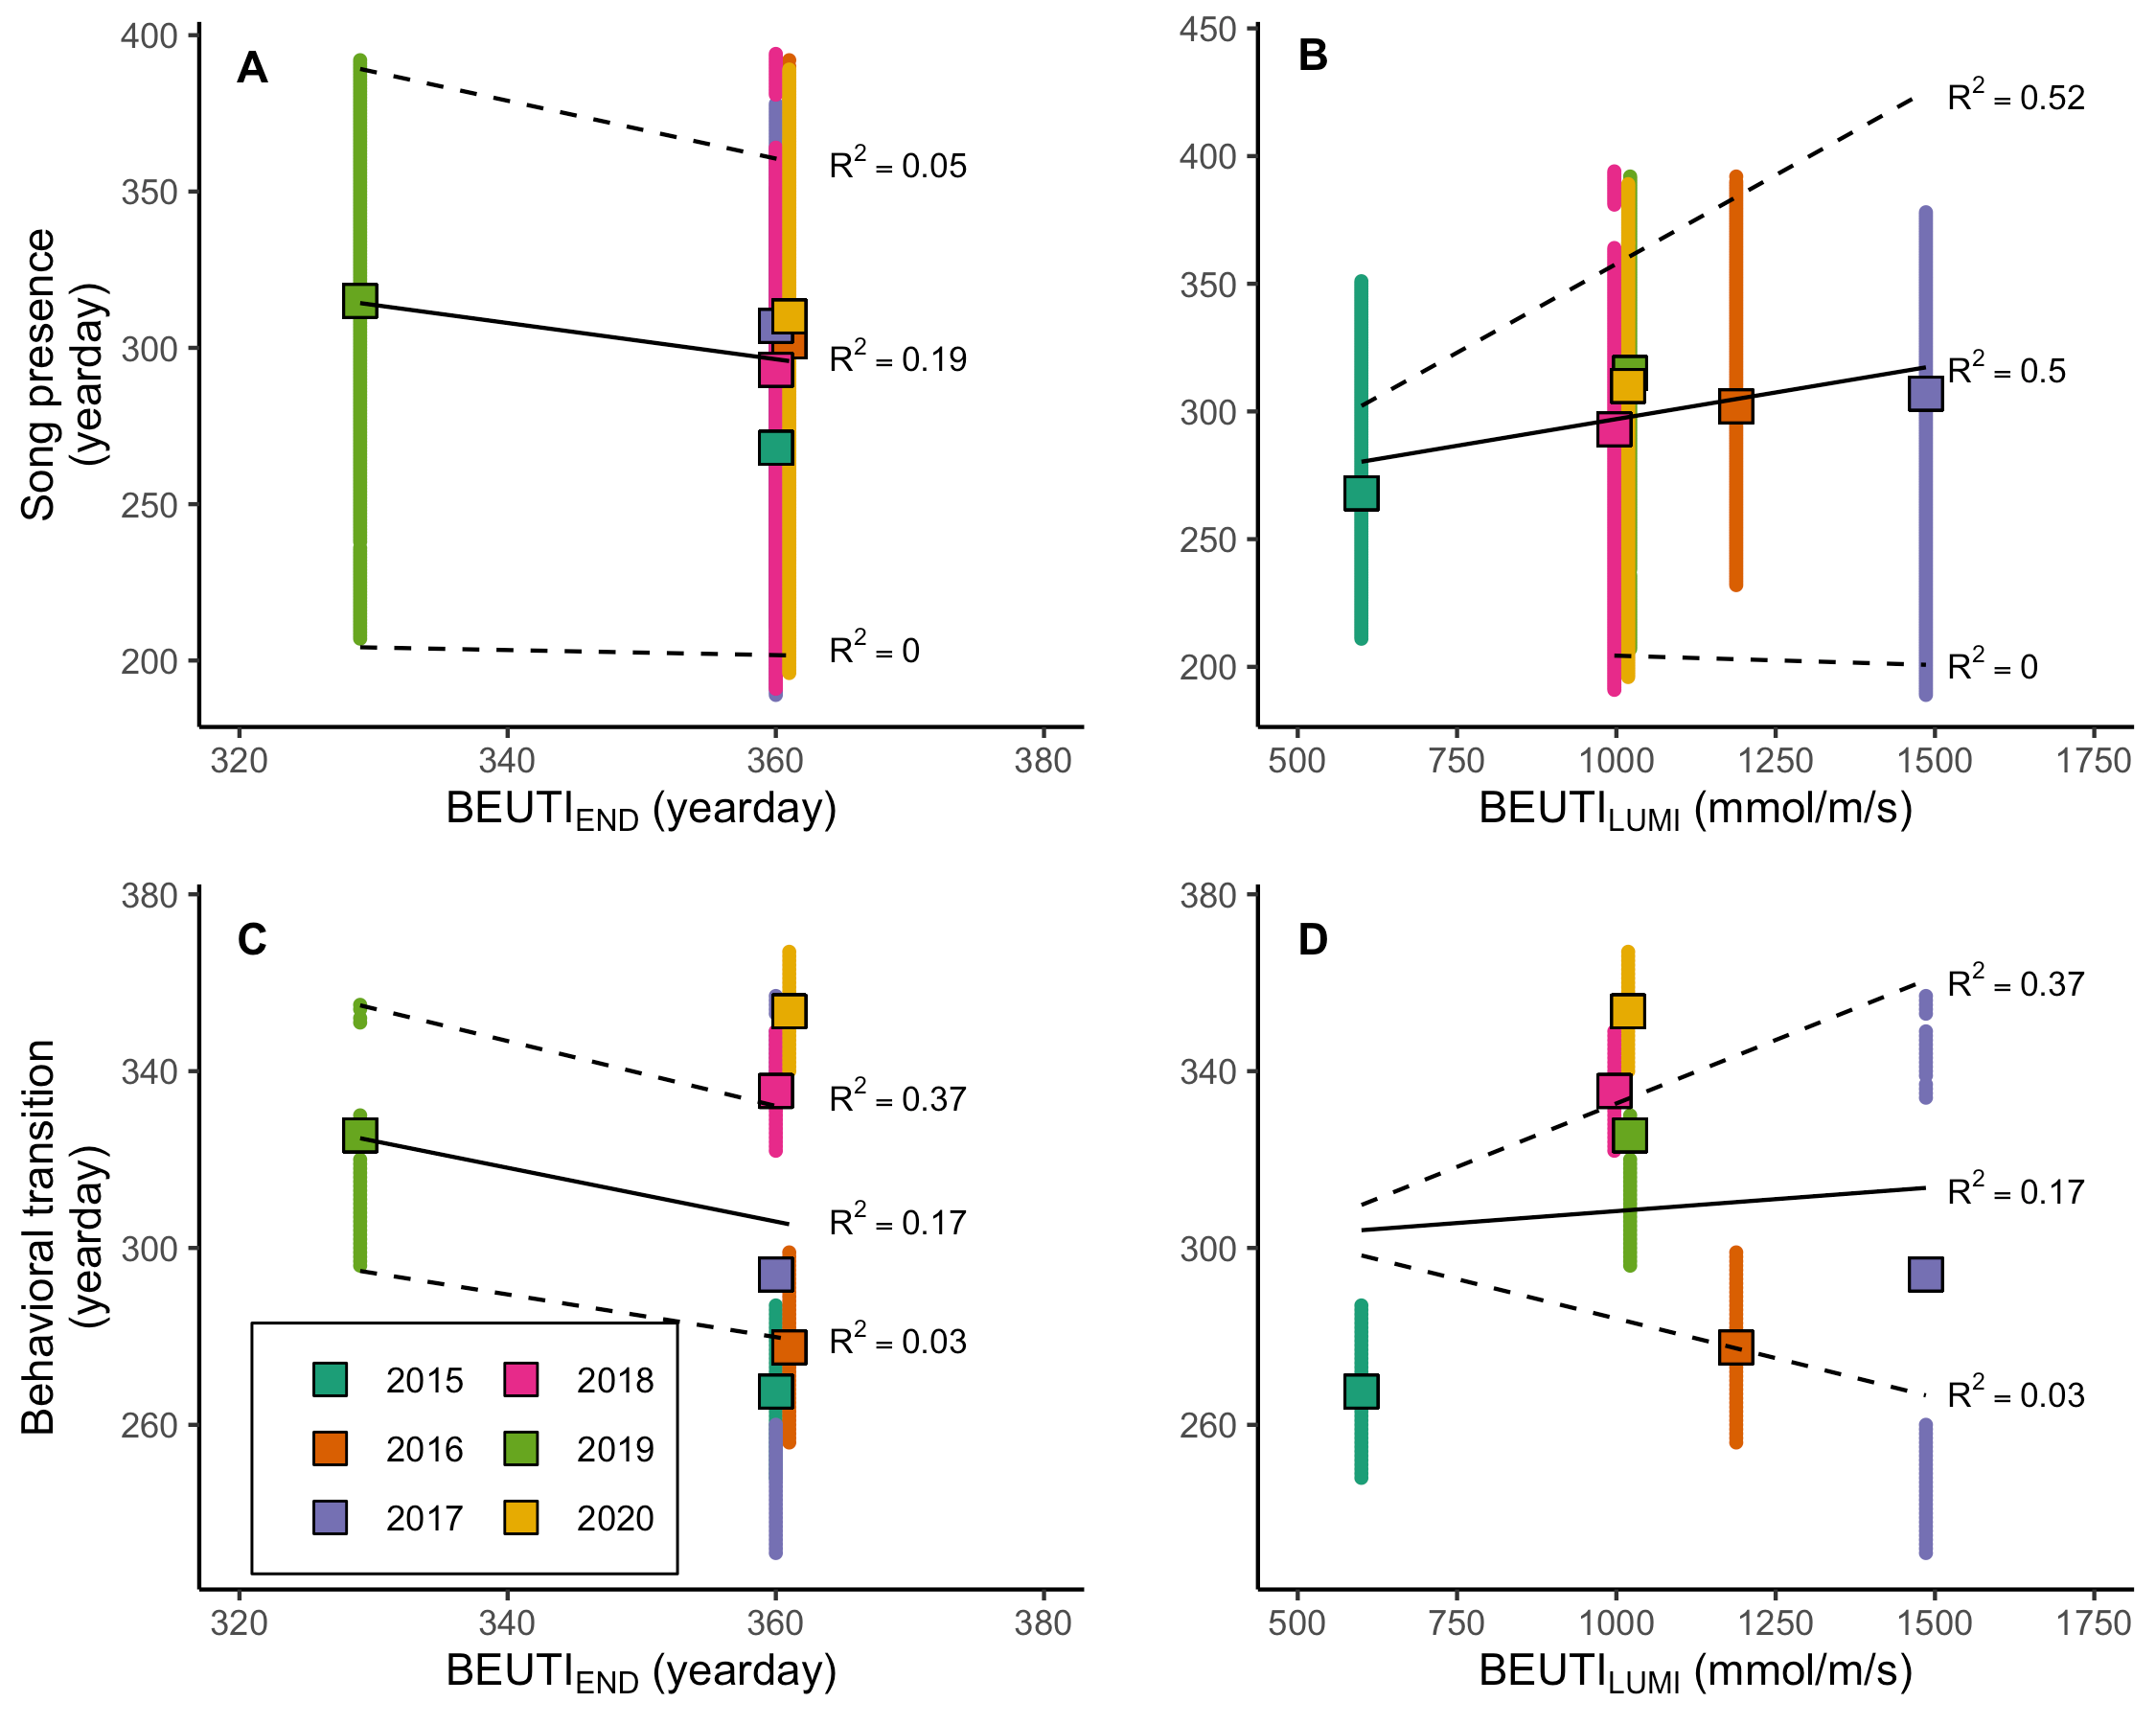 A
B
Song presence
(yearday)
400
350
300
250
200
R² = 0.05
R² = 0.19
R² = 0
320 340 360 380
BEUTI_END (yearday)
450
400
350
300
250
200
R² = 0.52
R² = 0.5
R² = 0
500 750 1000 1250 1500 1750
BEUTI_LUMI (mmol/m/s)
C
D
Behavioral transition
(yearday)
380
340
300
260
R² = 0.37
R² = 0.17
R² = 0.03
2015 2018
2016 2019
2017 2020
320 340 360 380
BEUTI_END (yearday)
380
340
300
260
R² = 0.37
R² = 0.17
R² = 0.03
500 750 1000 1250 1500 1750
BEUTI_LUMI (mmol/m/s)